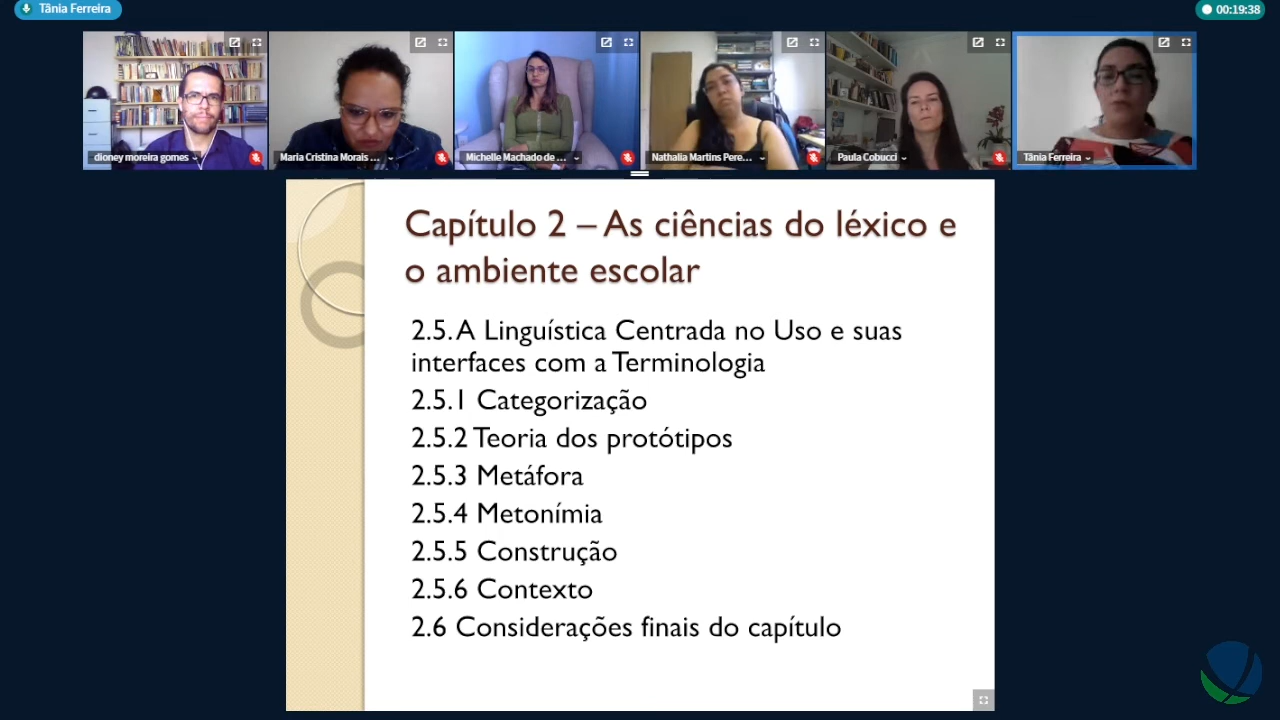 Tânia Ferreira
00:19:38
dioney moreira gomes
Maria Cristina Morais ...
Michelle Machado de ...
Nathalia Martins Pere...
Paula Cobucci
Tânia Ferreira
Capítulo 2 – As ciências do léxico e
o ambiente escolar
2.5. A Linguística Centrada no Uso e suas
interfaces com a Terminologia
2.5.1 Categorização
2.5.2 Teoria dos protótipos
2.5.3 Metáfora
2.5.4 Metonímia
2.5.5 Construção
2.5.6 Contexto
2.6 Considerações finais do capítulo